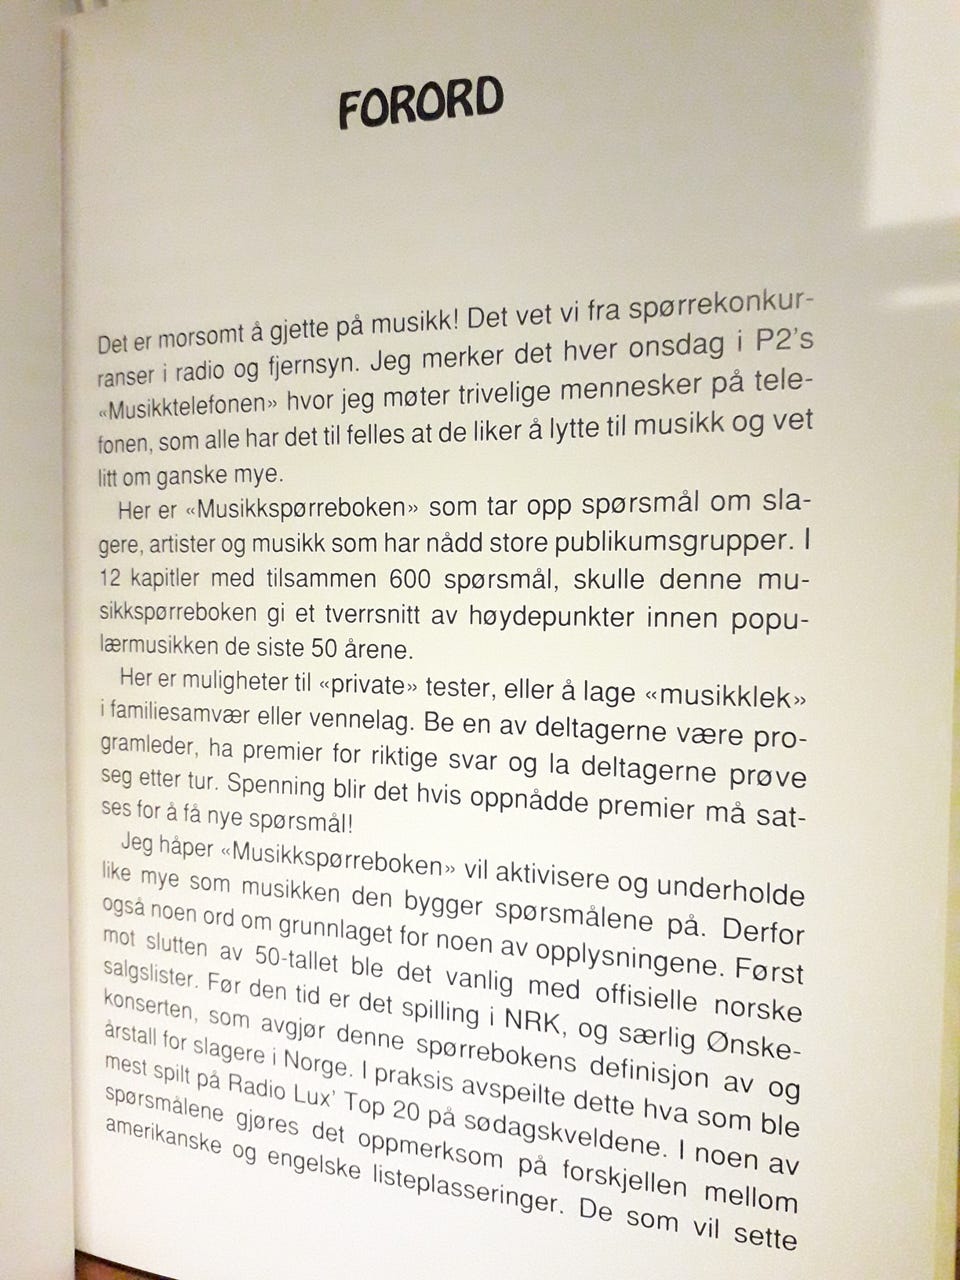 FORORD
Det er morsomt å gjette på musikk! Det vet vi fra spørrekonkur-
ranser i radio og fjernsyn. Jeg merker det hver onsdag i P2's
«Musikktelefonen» hvor jeg møter trivelige mennesker på tele-
fonen, som alle har det til felles at de liker å lytte til musikk og vet
litt om ganske mye.
Her er «Musikkspørreboken» som tar opp spørsmål om sla-
gere, artister og musikk som har nådd store publikumsgrupper. I
12 kapitler med tilsammen 600 spørsmål, skulle denne mu-
sikkspørreboken gi et tverrsnitt av høydepunkter innen popu-
lærmusikken de siste 50 årene.
Her er muligheter til «private» tester, eller å lage «musikklek»
i familiesamvær eller vennelag. Be en av deltagerne være pro-
gramleder, ha premier for riktige svar og la deltagerne prøve
seg etter tur. Spenning blir det hvis oppnådde premier må sat-
ses for å få nye spørsmål!
Jeg håper «Musikkspørreboken» vil aktivisere og underholde
like mye som musikken den bygger spørsmålene på. Derfor
også noen ord om grunnlaget for noen av opplysningene. Først
mot slutten av 50-tallet ble det vanlig med offisielle norske
salgslister. Før den tid er det spilling i NRK, og særlig Ønske-
konserten, som avgjør denne spørrebokens definisjon av og
årstall for slagere i Norge. I praksis avspeilte dette hva som ble
mest spilt på Radio Lux' Top 20 på sødagskveldene. I noen av
spørsmålene gjøres det oppmerksom på forskjellen mellom
amerikanske og engelske listeplasseringer. De som vil sette